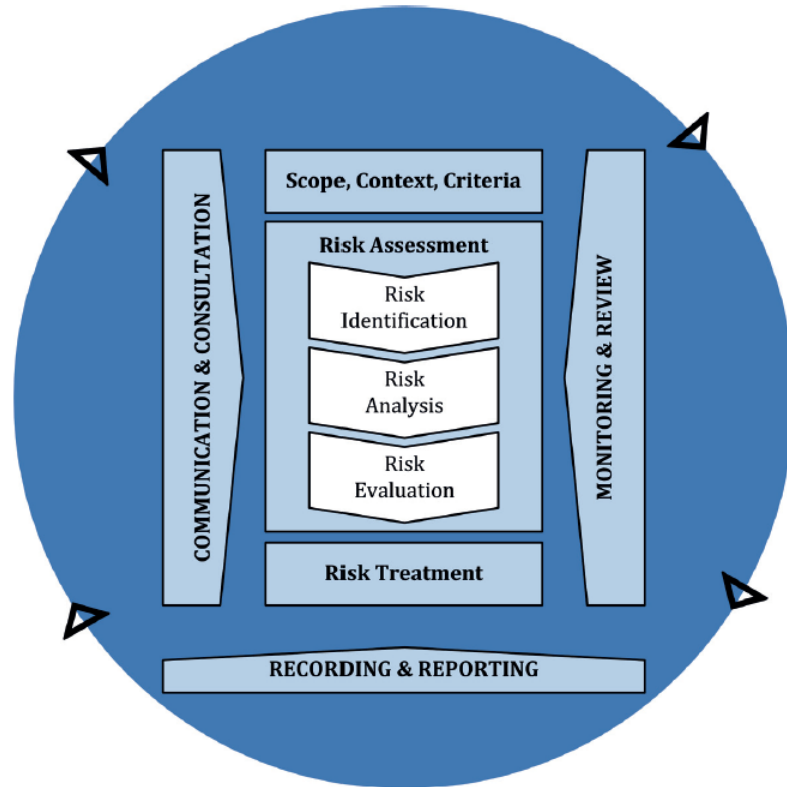 Scope, Context, Criteria
COMMUNICATION & CONSULTATION
Risk Assessment
Risk
Identification
Risk
Analysis
Risk
Evaluation
MONITORING & REVIEW
Risk Treatment
RECORDING & REPORTING